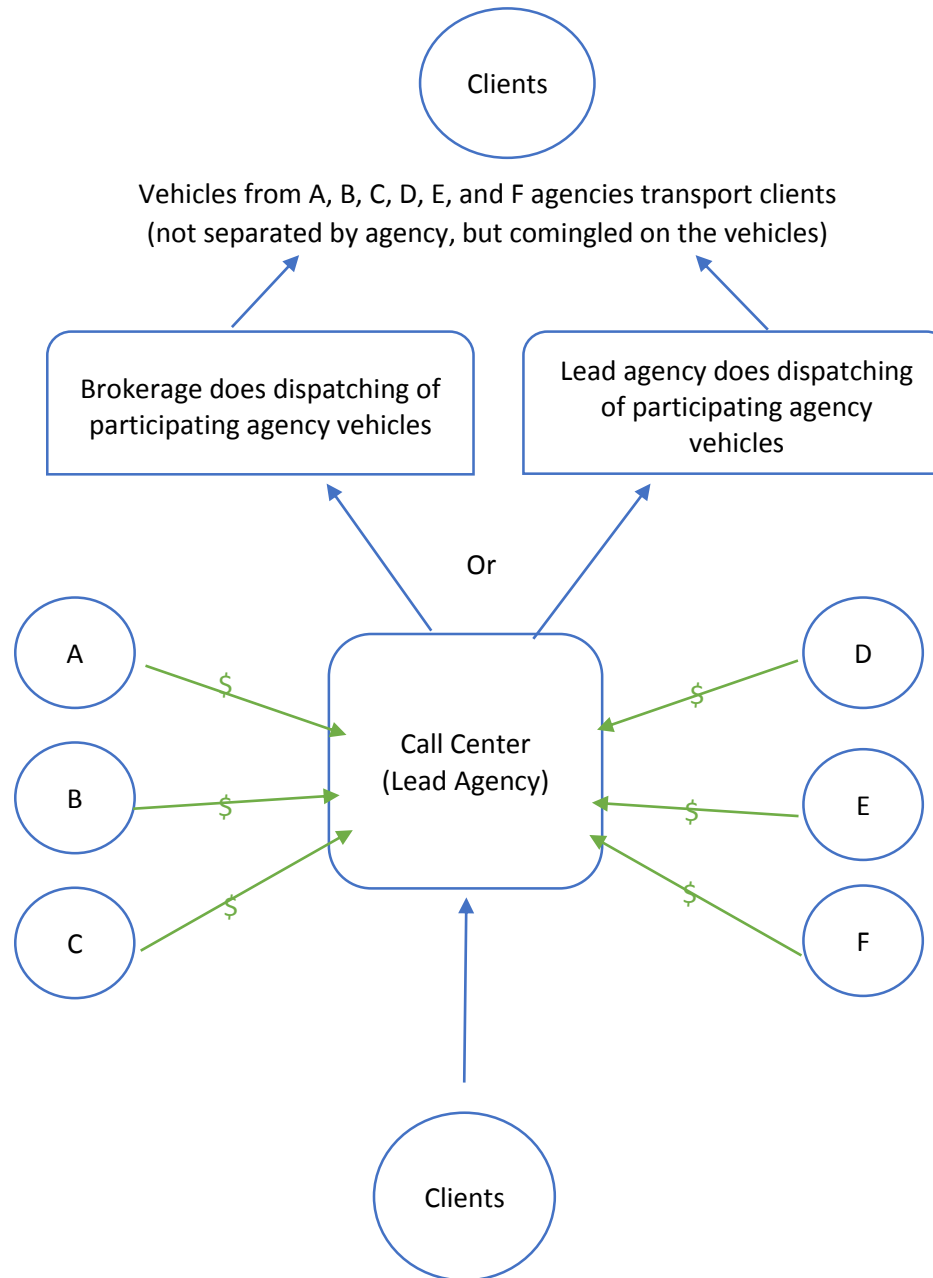 Clients
Vehicles from A, B, C, D, E, and F agencies transport clients
(not separated by agency, but comingled on the vehicles)
Brokerage does dispatching of
participating agency vehicles
Lead agency does dispatching
of participating agency
vehicles
Or
A
D
$
$
Call Center
(Lead Agency)
B
E
$
$
C
F
$
$
Clients